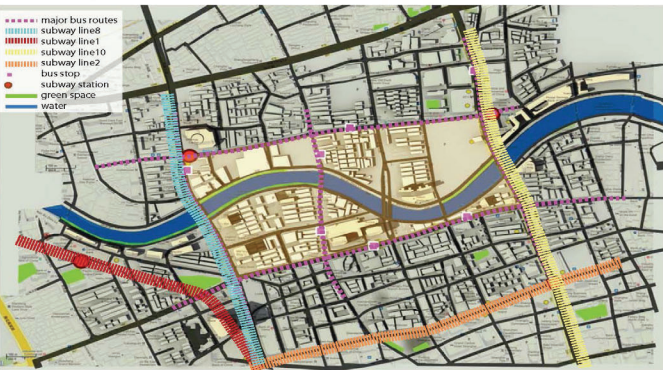 major bus routes
subway line8
subway line1
subway line10
subway line2
bus stop
subway station
green space
water